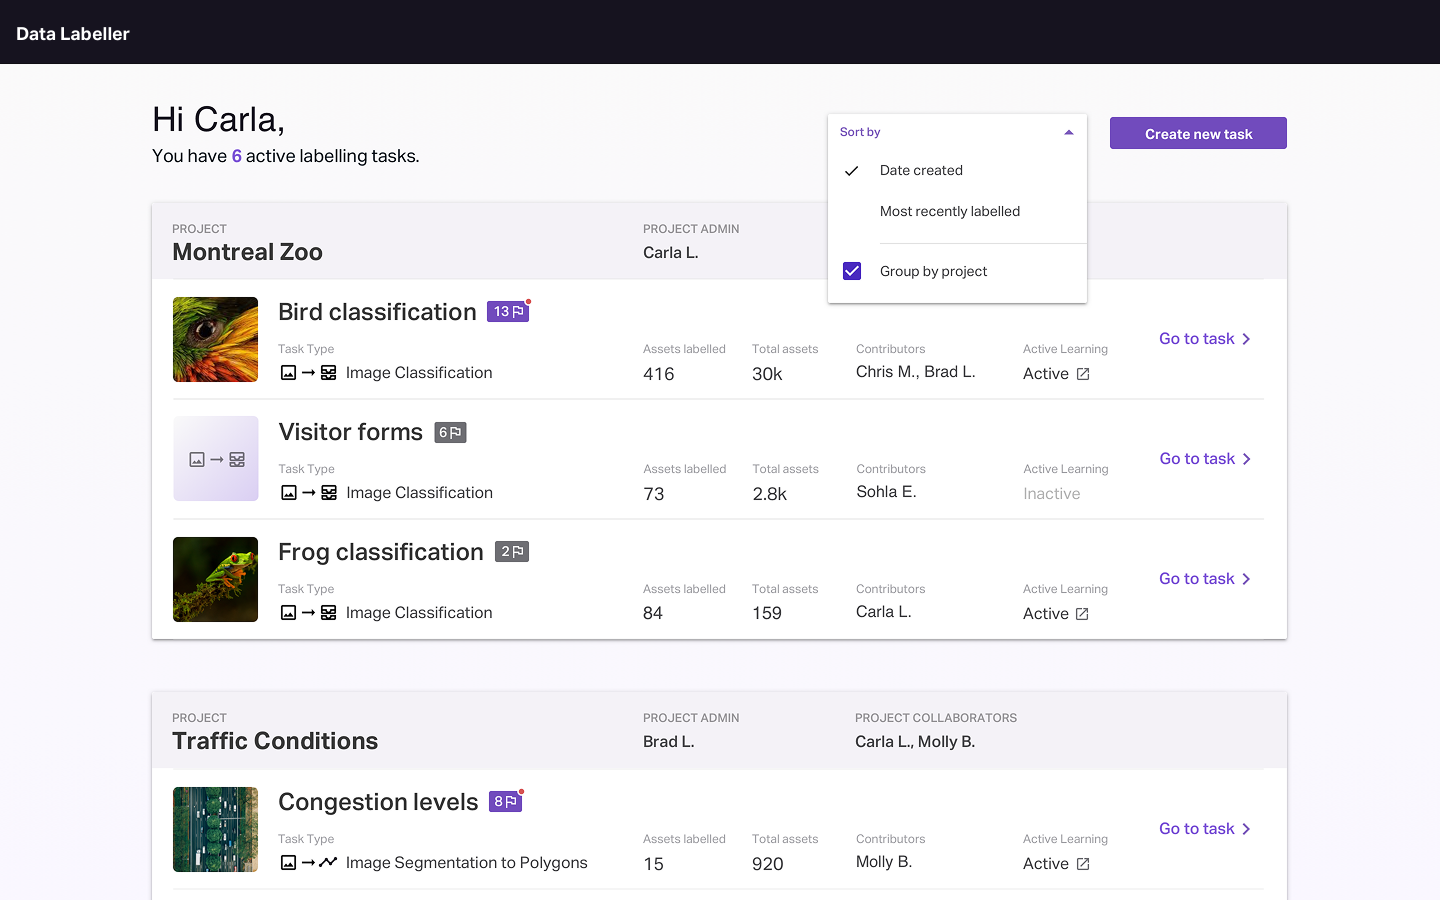 Data Labeller
Hi Carla,
You have 6 active labelling tasks.
Sort by
Date created
Most recently labelled
Group by project
Create new task
PROJECT
Montreal Zoo
PROJECT ADMIN
Carla L.
Bird classification
13
Task Type
Image Classification
Assets labelled
416
Total assets
30k
Contributors
Chris M., Brad L.
Active Learning
Active
Go to task
Visitor forms
6
Task Type
Image Classification
Assets labelled
73
Total assets
2.8k
Contributors
Sohla E.
Active Learning
Inactive
Go to task
Frog classification
2
Task Type
Image Classification
Assets labelled
84
Total assets
159
Contributors
Carla L.
Active Learning
Active
Go to task
PROJECT
Traffic Conditions
PROJECT ADMIN
Brad L.
PROJECT COLLABORATORS
Carla L., Molly B.
Congestion levels
8
Task Type
Image Segmentation to Polygons
Assets labelled
15
Total assets
920
Contributors
Molly B.
Active Learning
Active
Go to task